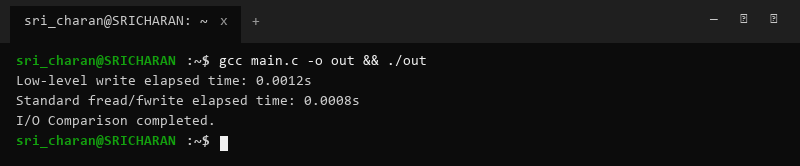 sri_charan@SRICHARAN: ~ x +
sri_charan@SRICHARAN :~$ gcc main.c -o out && ./out
Low-level write elapsed time: 0.0012s
Standard fread/fwrite elapsed time: 0.0008s
I/O Comparison completed.
sri_charan@SRICHARAN :~$